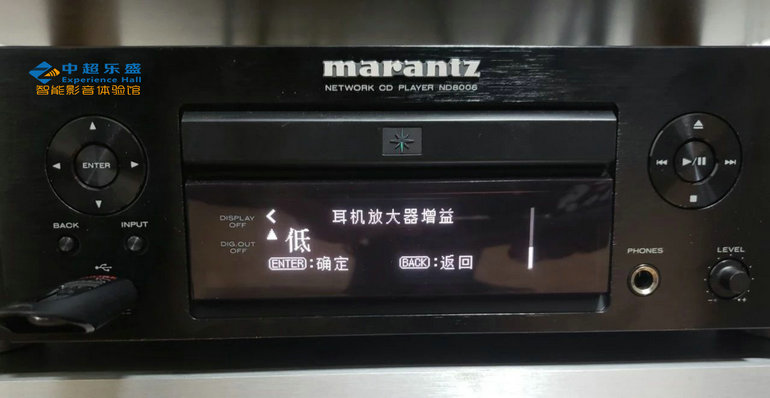 中超乐盛
Experience Hall
智能影音体验馆
marantz
NETWORK CD PLAYER ND8006
ENTER
BACK
INPUT
DISPLAY
OFF
DIG.OUT
OFF
耳机放大器增益
低
ENTER:确定
BACK:返回
PHONES
LEVEL